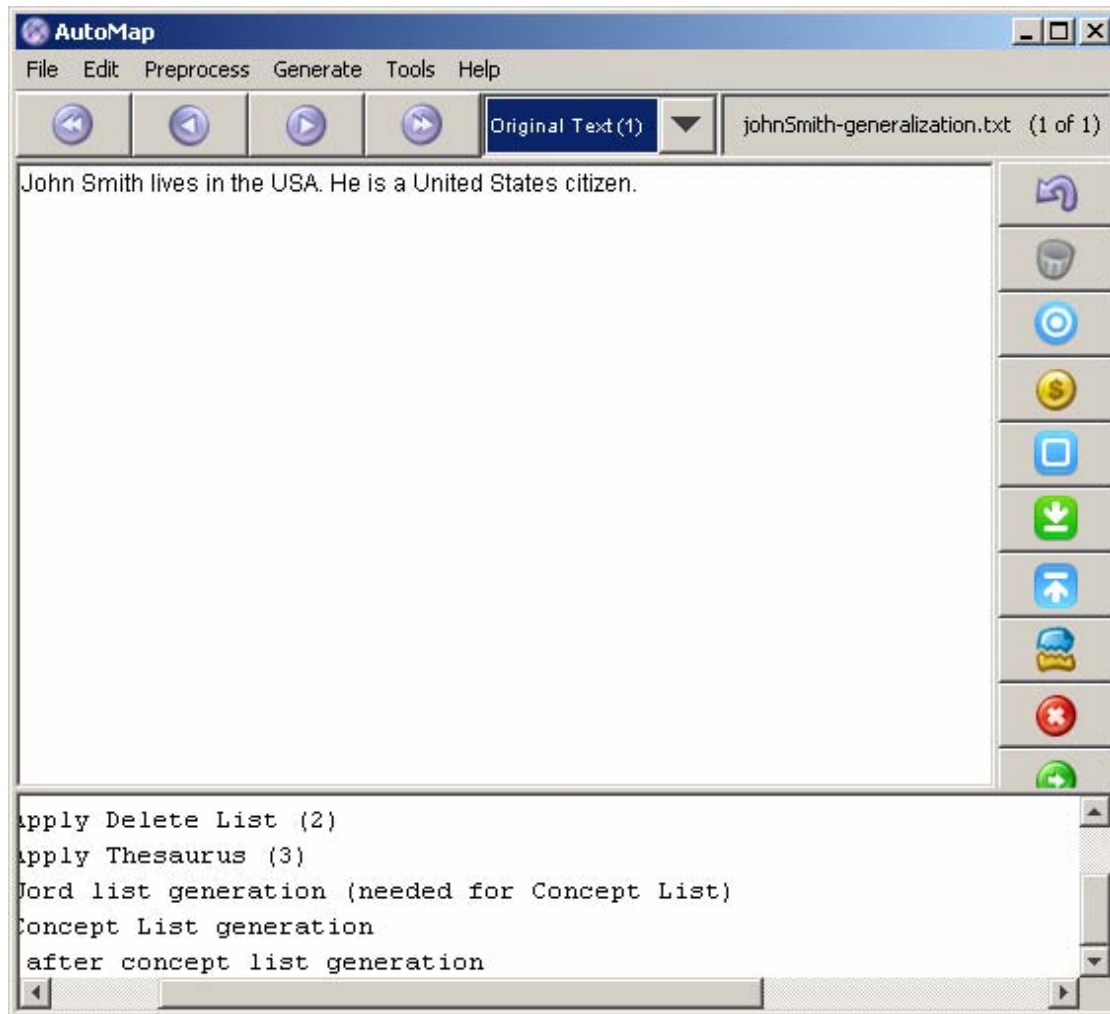 AutoMap
File Edit Preprocess Generate Tools Help
Original Text (1) johnSmith-generalization.txt (1 of 1)
John Smith lives in the USA. He is a United States citizen.
pply Delete List (2)
pply Thesaurus (3)
ord list generation (needed for Concept List)
oncept List generation
after concept list generation